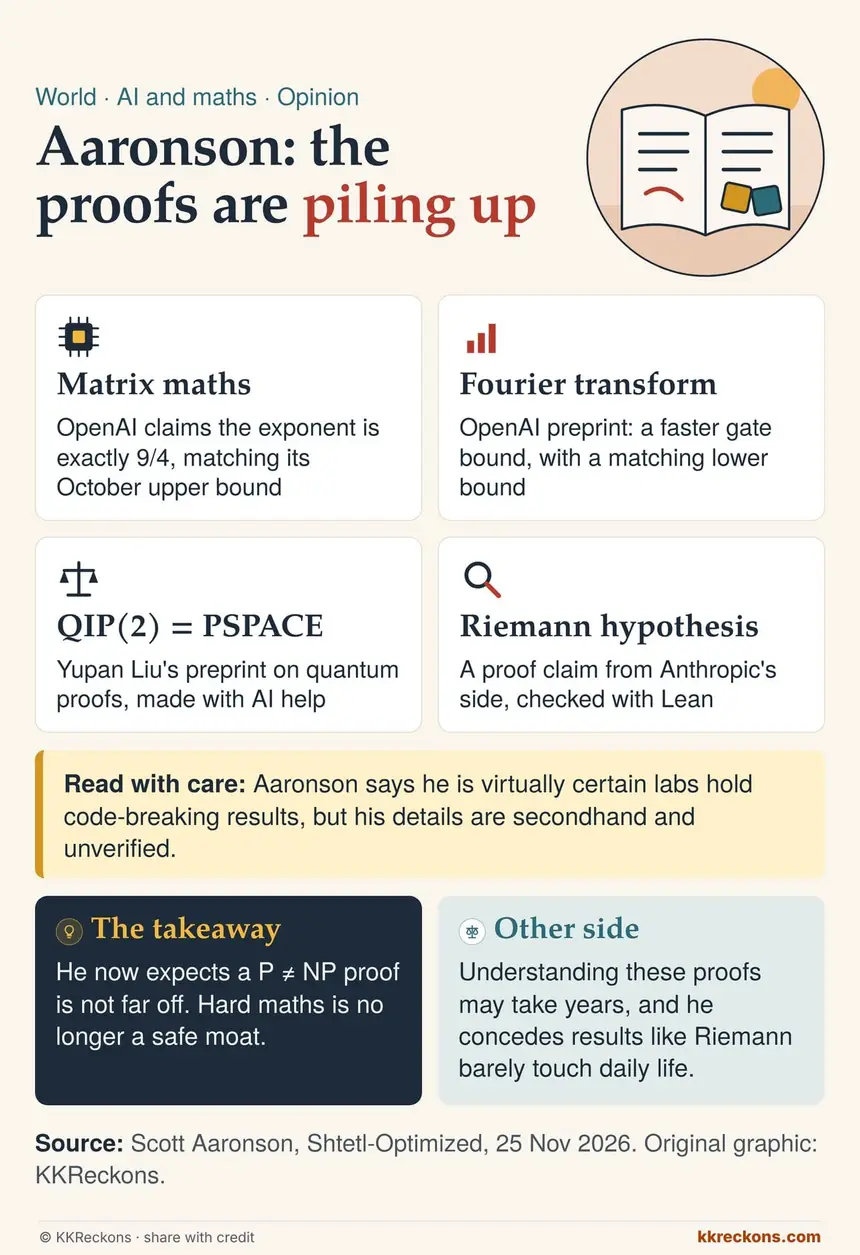 World · AI and maths · Opinion
Aaronson: the
proofs are piling up
Matrix maths
OpenAI claims the exponent is
exactly 9/4, matching its
October upper bound
Fourier transform
OpenAI preprint: a faster gate
bound, with a matching lower
bound
QIP(2) = PSPACE
Yupan Liu's preprint on quantum
proofs, made with AI help
Riemann hypothesis
A proof claim from Anthropic's
side, checked with Lean
Read with care: Aaronson says he is virtually certain labs hold
code-breaking results, but his details are secondhand and
unverified.
The takeaway
He now expects a P ≠ NP proof
is not far off. Hard maths is no
longer a safe moat.
Other side
Understanding these proofs
may take years, and he
concedes results like Riemann
barely touch daily life.
Source: Scott Aaronson, Shtetl-Optimized, 25 Nov 2026. Original graphic:
KKReckons.
© KKReckons · share with credit
kkreckons.com